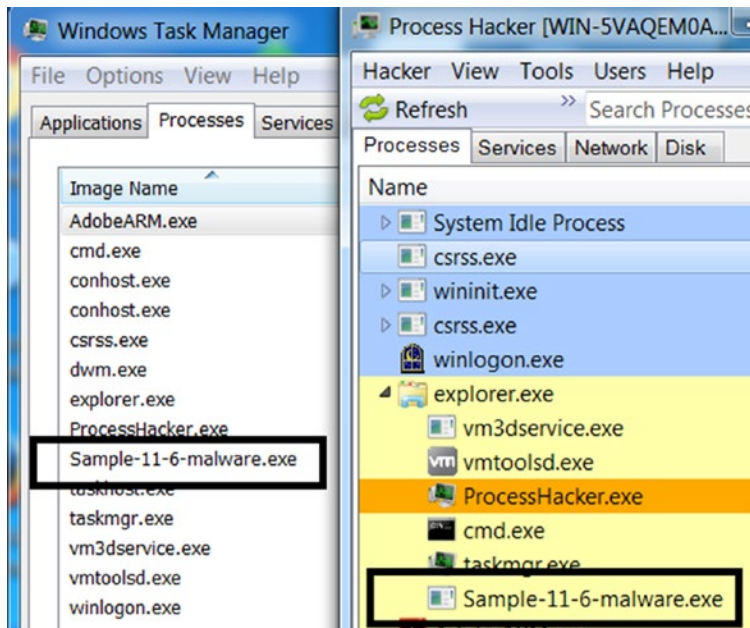 Windows Task Manager
File Options View Help
Applications Processes Services
Image Name
AdobeARM.exe
cmd.exe
conhost.exe
conhost.exe
csrss.exe
dwm.exe
explorer.exe
ProcessHacker.exe
Sample-11-6-malware.exe
taskhost.exe
taskmgr.exe
vm3dservice.exe
vmtoolsd.exe
winlogon.exe
Process Hacker [WIN-5VAQEM0A...
Hacker View Tools Users Help
Refresh » Search Processes
Processes Services Network Disk
Name
System Idle Process
csrss.exe
wininit.exe
csrss.exe
winlogon.exe
explorer.exe
vm3dservice.exe
vm vmtoolsd.exe
ProcessHacker.exe
cmd.exe
taskmgr.exe
Sample-11-6-malware.exe